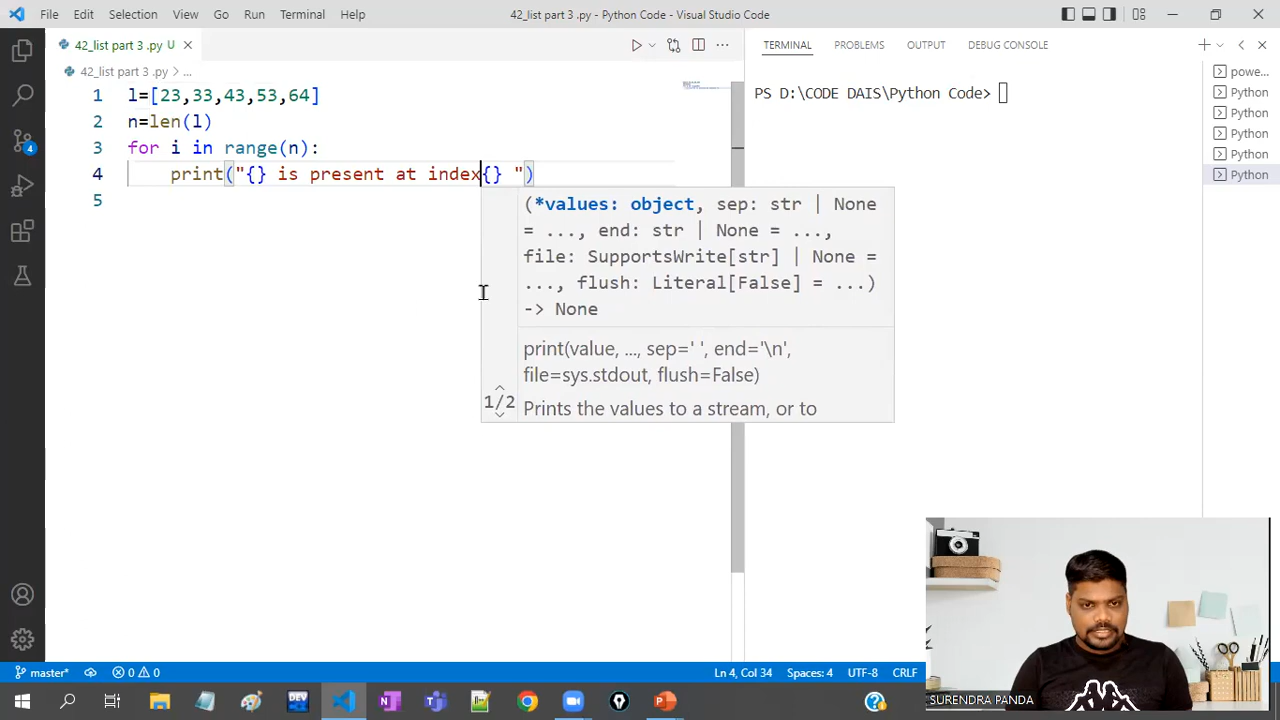 File Edit Selection View Go Run Terminal Help
42_list part 3 .py - Python Code - Visual Studio Code
42_list part 3 .py U
TERMINAL PROBLEMS OUTPUT DEBUG CONSOLE
42_list part 3 .py > ...
1 l=[23,33,43,53,64]
2 n=len(l)
3 for i in range(n):
4 print("{} is present at index{} ")
5
(*values: object, sep: str | None
= ..., end: str | None = ...,
file: SupportsWrite[str] | None =
..., flush: Literal[False] = ...)
-> None
print(value, ..., sep=' ', end='\n',
file=sys.stdout, flush=False)
1/2 Prints the values to a stream, or to
PS D:\CODE DAIS\Python Code>
powe...
Python
Python
Python
Python
Python
4
SURENDRA PANDA
master* 0 0
Ln 4, Col 34 Spaces: 4 UTF-8 CRLF
DEV